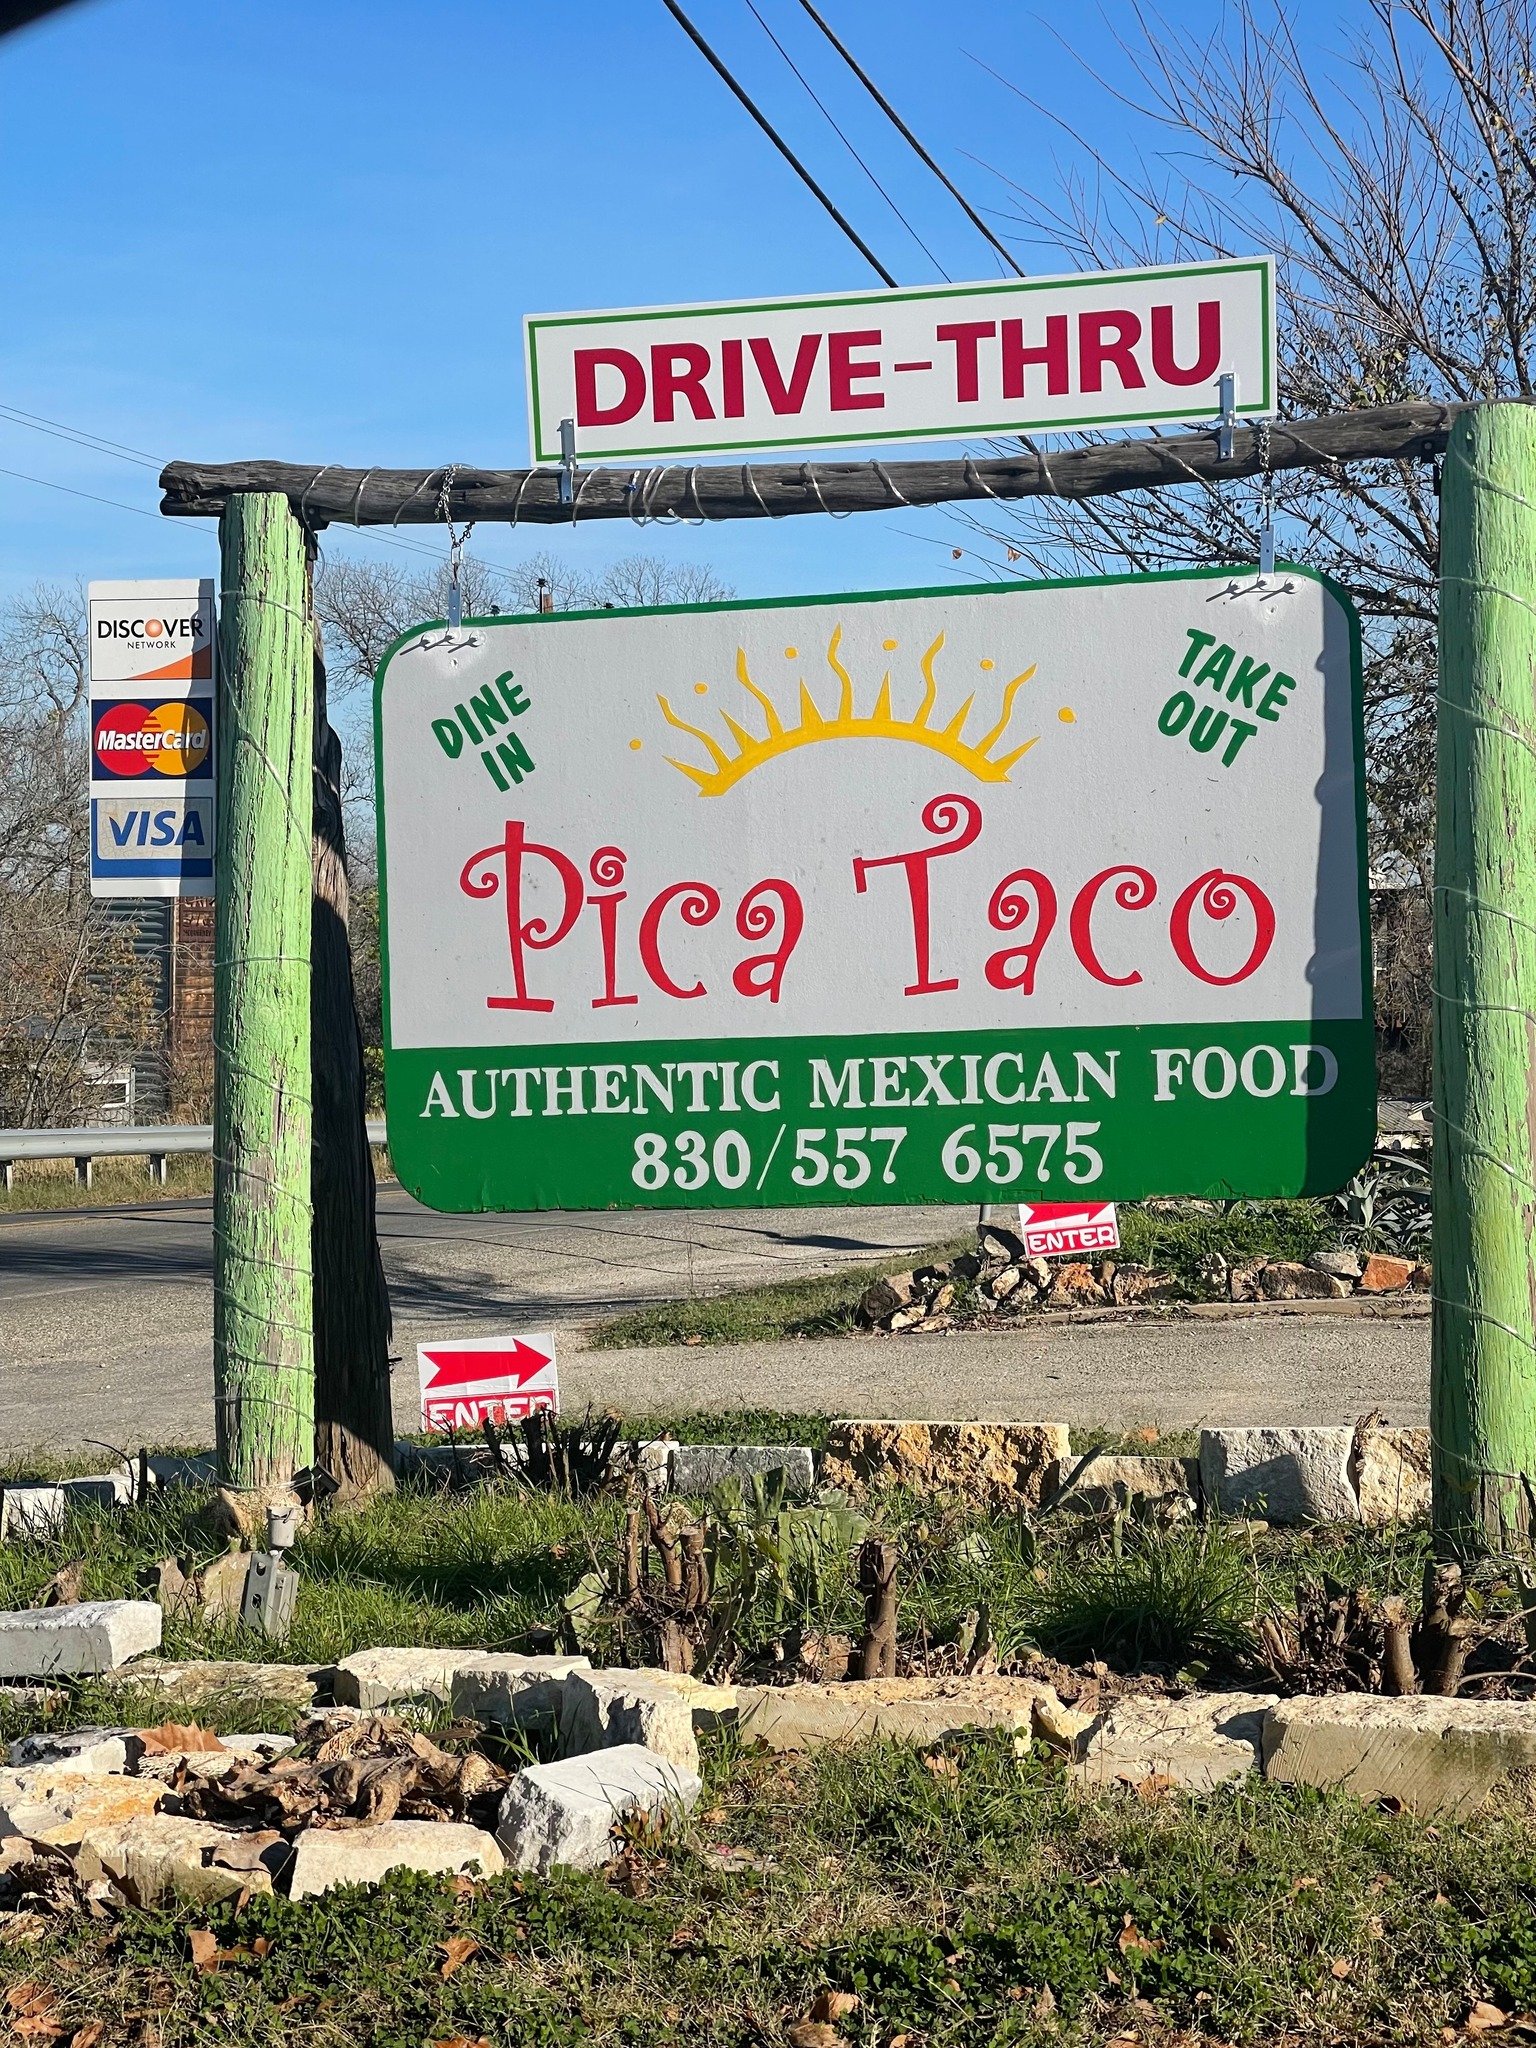 DRIVE-THRU
DISCOVER
NETWORK
MasterCard
VISA
DINE
IN
TAKE
OUT
Pica Taco
AUTHENTIC MEXICAN FOOD
830/557 6575
ENTER
ENTER